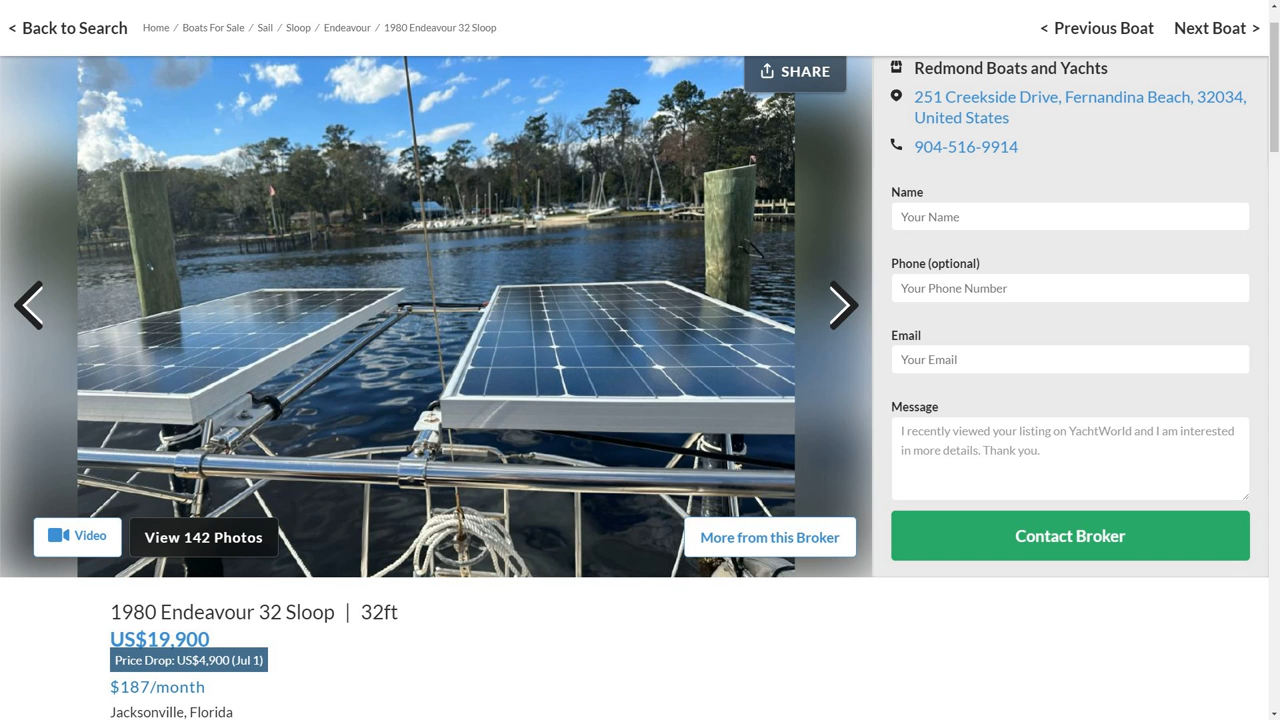 < Back to Search
Home / Boats For Sale / Sail / Sloop / Sloop / Endeavour / 1980 Endeavour 32 Sloop
< Previous Boat
Next Boat >
SHARE
Redmond Boats and Yachts
251 Creekside Drive, Fernandina Beach, 32034,
United States
904-516-9914
Name
Your Name
Phone (optional)
Your Phone Number
Email
Your Email
Message
I recently viewed your listing on YachtWorld and I am interested
in more details. Thank you.
Contact Broker
Video
View 142 Photos
More from this Broker
1980 Endeavour 32 Sloop | 32ft
US$19,900
Price Drop: US$4,900 (Jul 1)
$187/month
Jacksonville, Florida